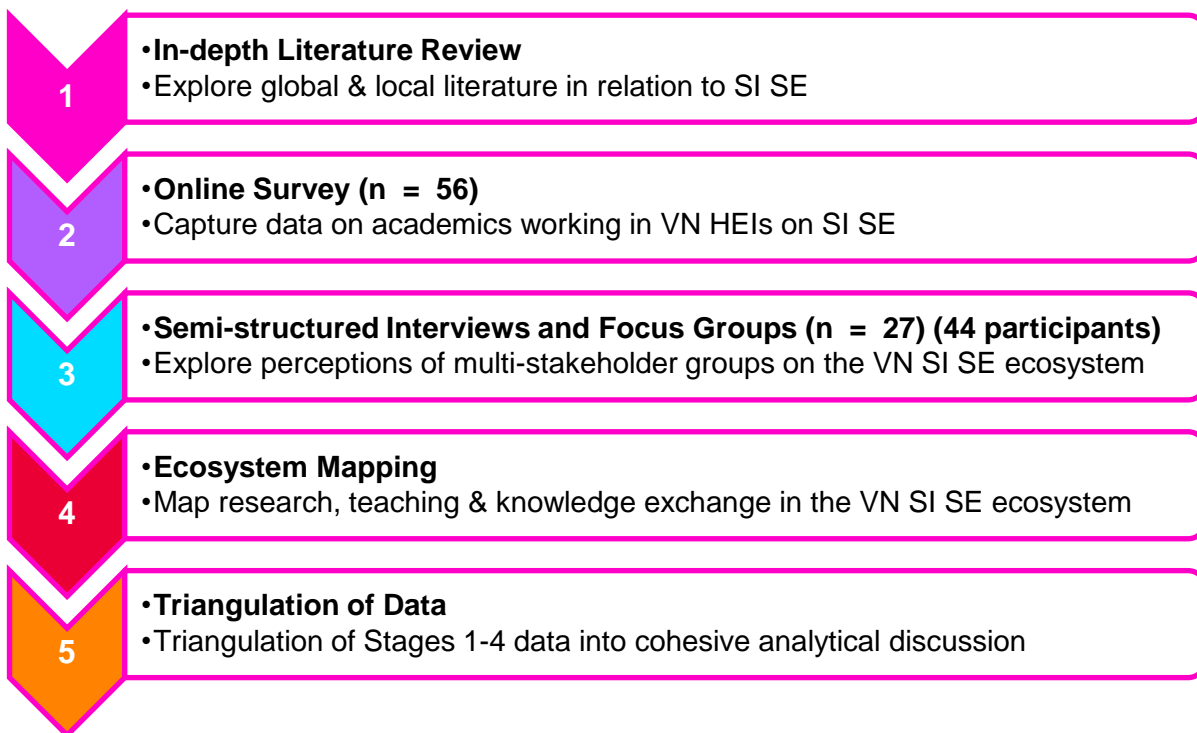 1
•In-depth Literature Review
•Explore global & local literature in relation to SI SE
2
•Online Survey (n = 56)
•Capture data on academics working in VN HEIs on SI SE
3
•Semi-structured Interviews and Focus Groups (n = 27) (44 participants)
•Explore perceptions of multi-stakeholder groups on the VN SI SE ecosystem
4
•Ecosystem Mapping
•Map research, teaching & knowledge exchange in the VN SI SE ecosystem
5
•Triangulation of Data
•Triangulation of Stages 1-4 data into cohesive analytical discussion